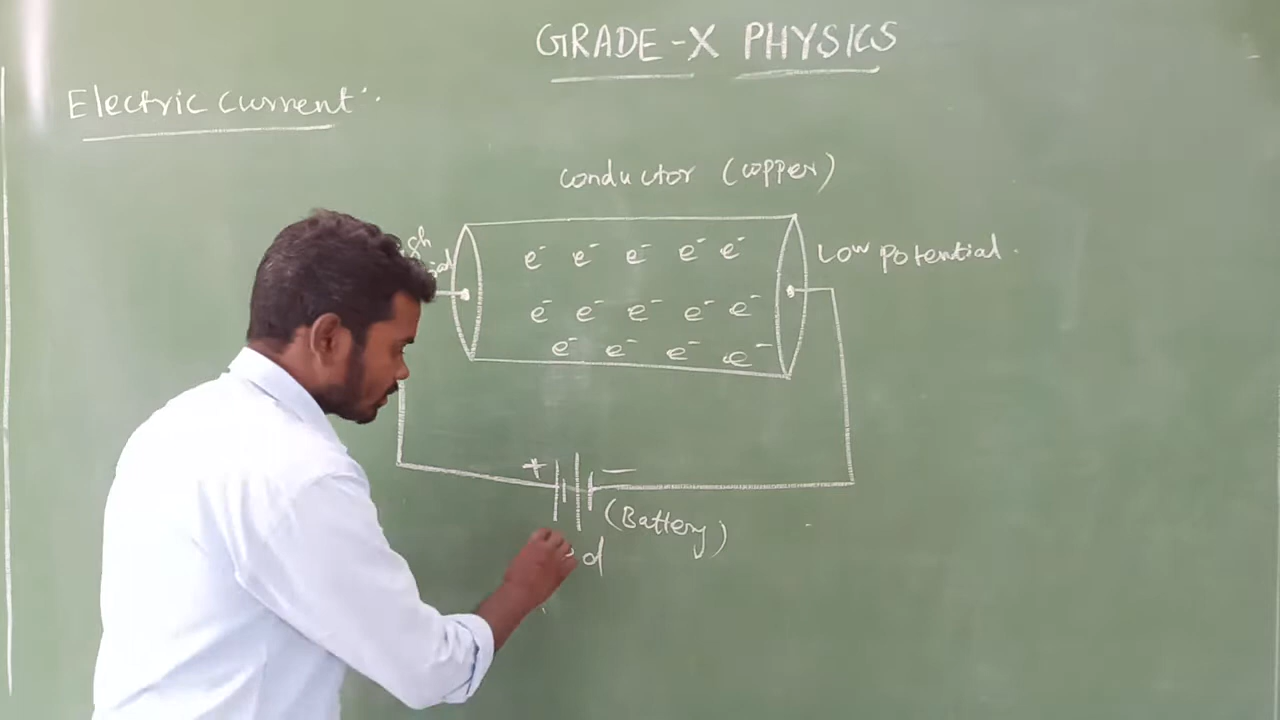 GRADE-X PHYSICS
Electric current:
conductor (copper)
Low potential.
e⁻ e⁻ e⁻ e⁻ e⁻
e⁻ e⁻ e⁻ e⁻ e⁻
e⁻ e⁻ e⁻ e⁻
+ −
(Battery)
d